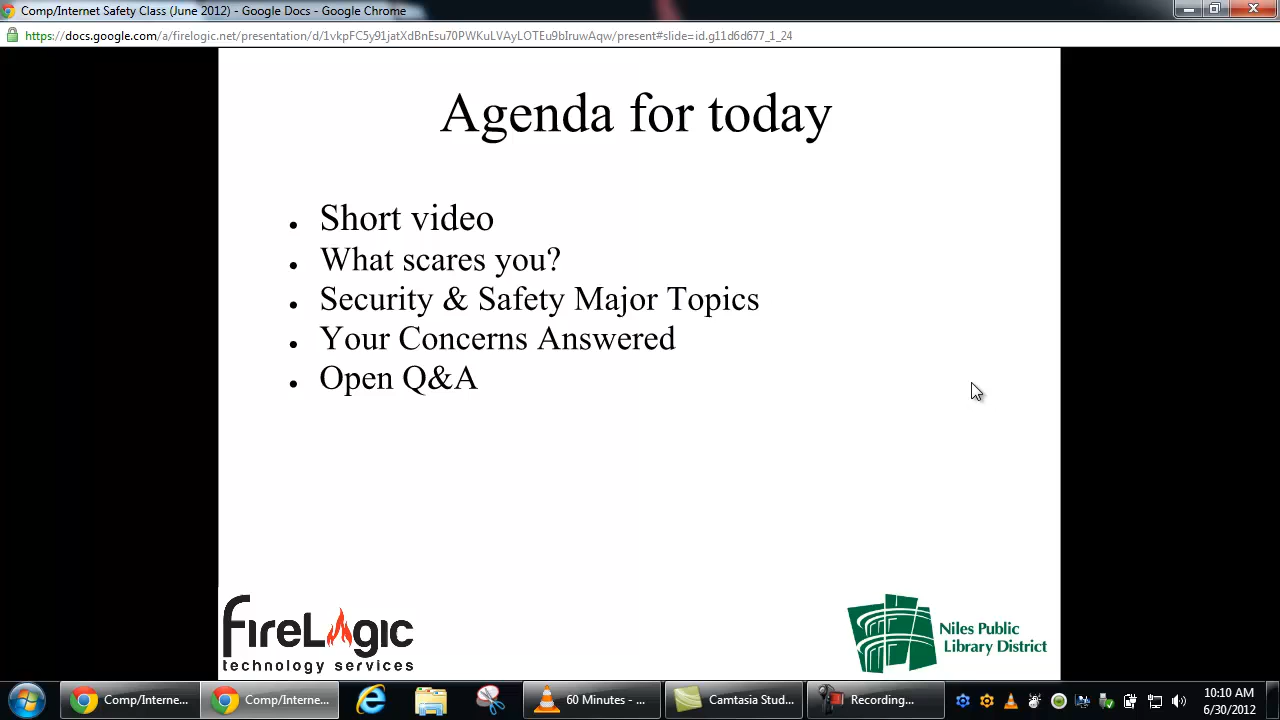 Comp/Internet Safety Class (June 2012) - Google Docs - Google Chrome
https://docs.google.com/a/firelogic.net/presentation/d/1vkpFC5y91jatXdBnEsu70PWKuLVAyLOTEu9bIruwAqw/present#slide=id.g11d6d677_1_24
Agenda for today
Short video
What scares you?
Security & Safety Major Topics
Your Concerns Answered
Open Q&A
FireLogic
technology services
Niles Public
Library District
Comp/Interne...
Comp/Interne...
60 Minutes - ...
Camtasia Stud...
Recording...
10:10 AM
6/30/2012